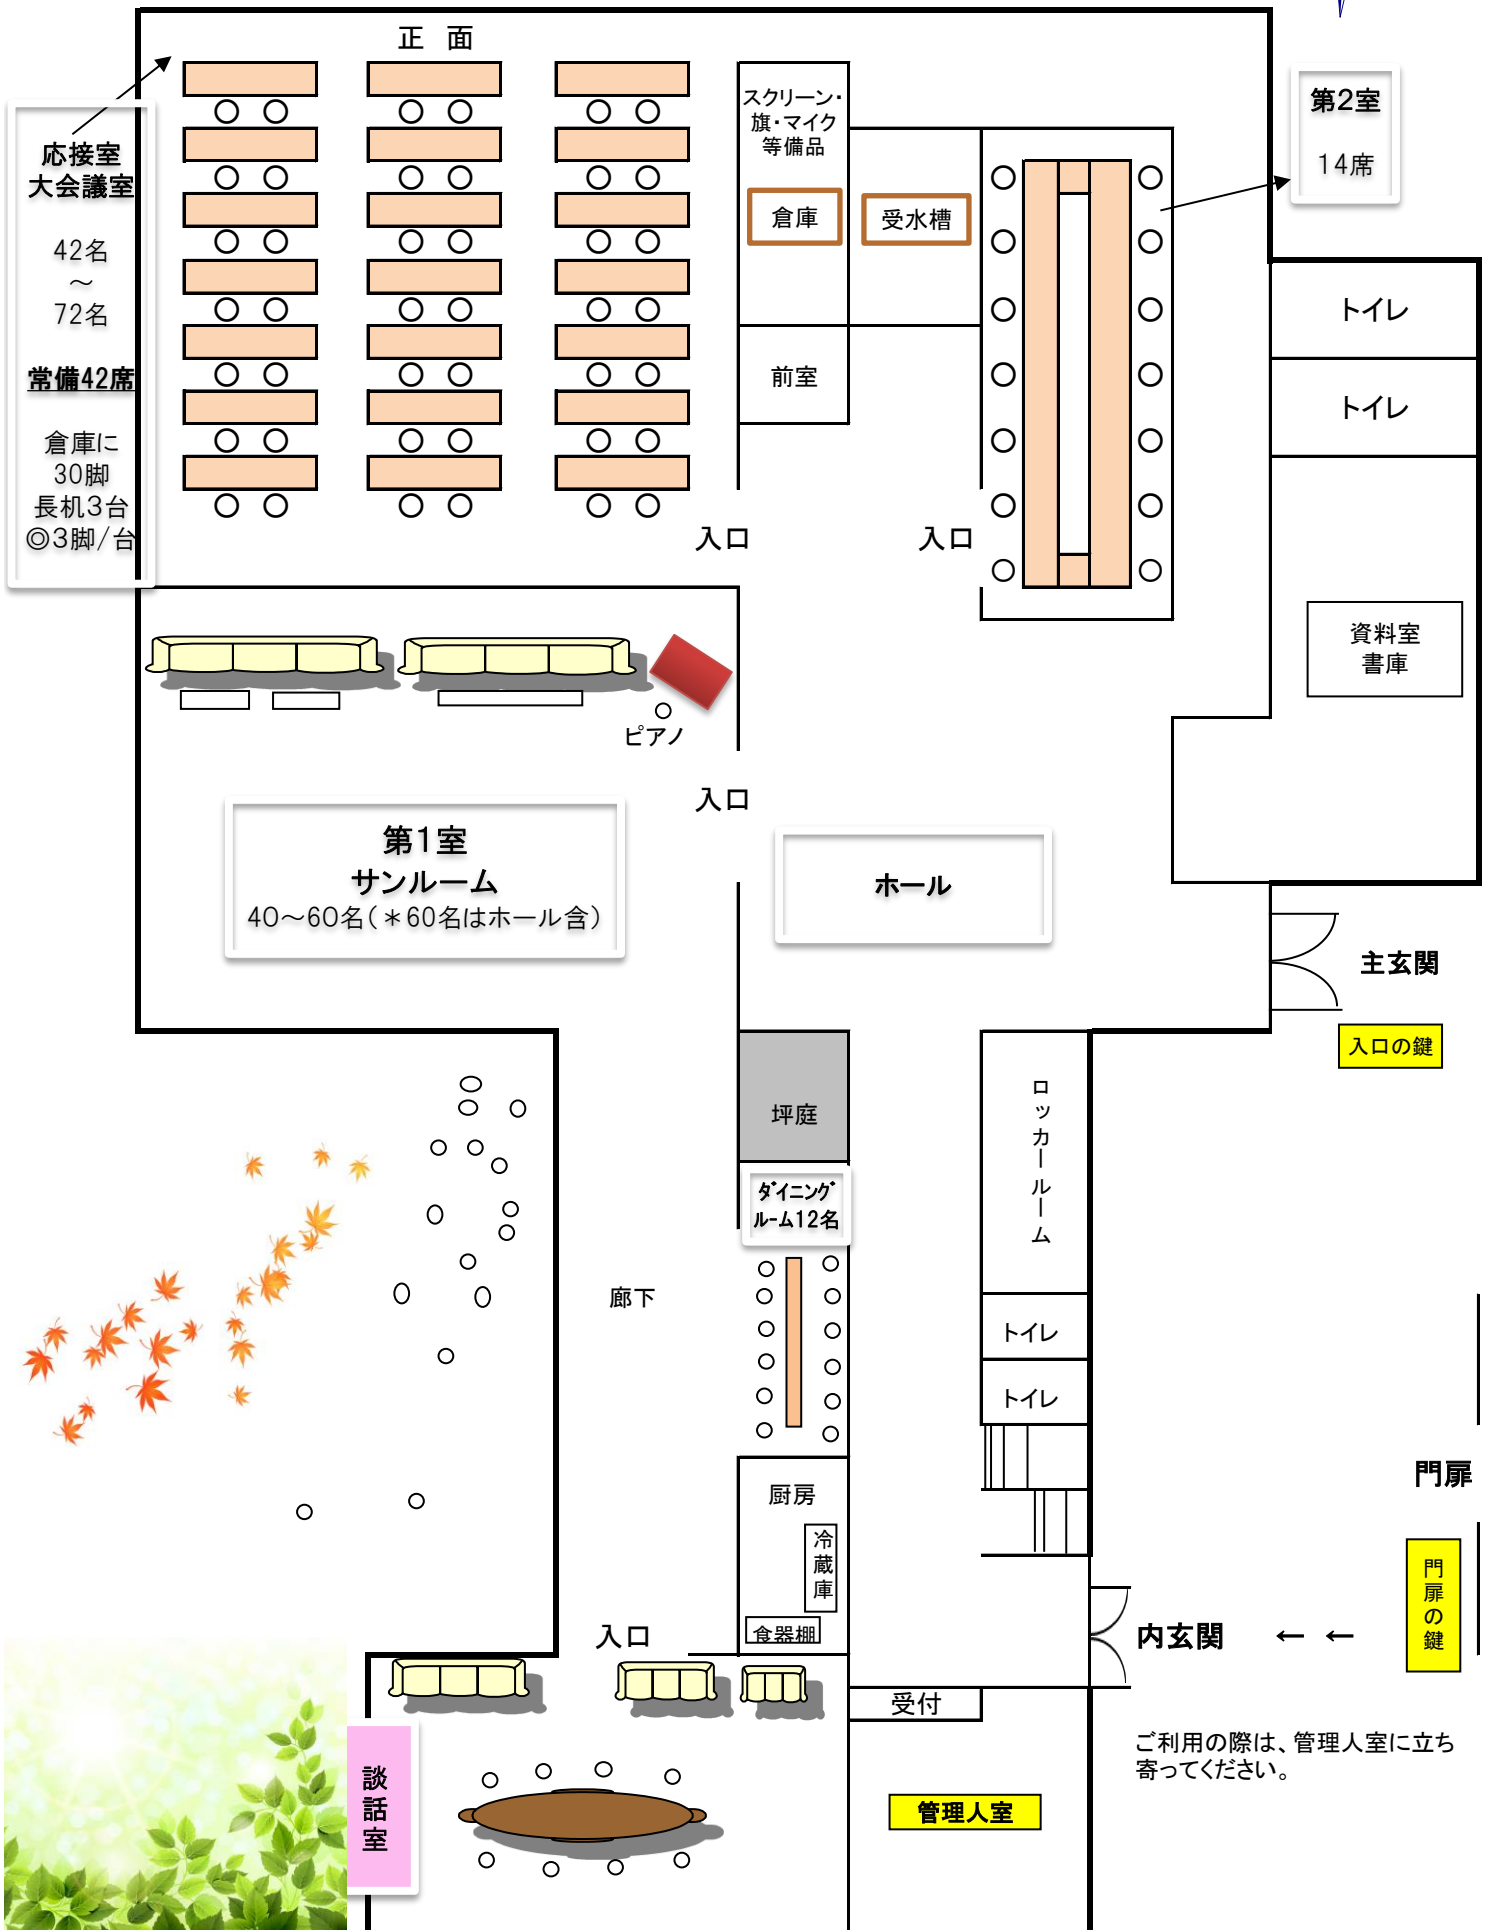 正　面
応接室
大会議室
42名
～
72名
常備42席
倉庫に
30脚
長机3台
◎3脚/台
スクリーン・
旗・マイク
等備品
倉庫
受水槽
前室
第2室
14席
トイレ
トイレ
入口
入口
資料室
書庫
ピアノ
入口
第1室
サンルーム
40～60名(＊60名はホール含)
ホール
主玄関
入口の鍵
坪庭
ロッカールーム
ダイニング
ルーム12名
廊下
トイレ
トイレ
門扉
厨房
冷蔵庫
食器棚
門扉の鍵
入口
内玄関　← ←
受付
ご利用の際は、管理人室に立ち
寄ってください。
談話室
管理人室